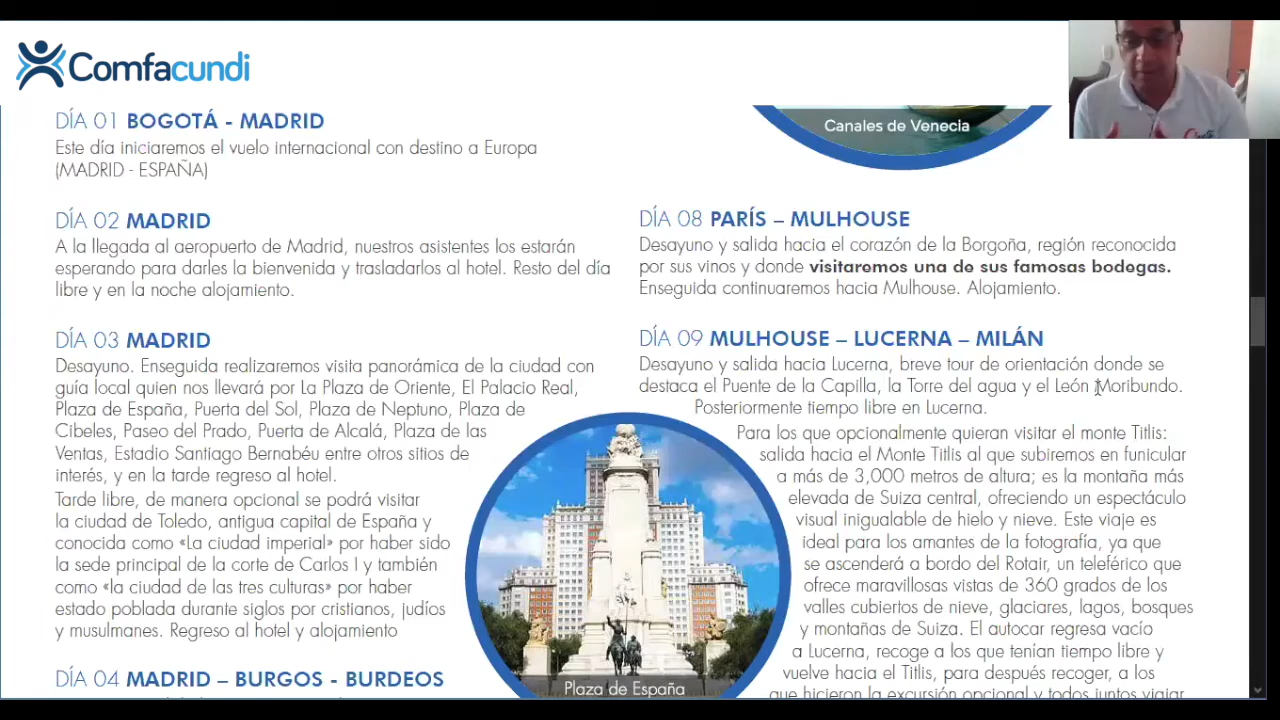 Comfacundi
DÍA 01 BOGOTÁ - MADRID
Este día iniciaremos el vuelo internacional con destino a Europa
(MADRID - ESPAÑA)
DÍA 02 MADRID
A la llegada al aeropuerto de Madrid, nuestros asistentes los estarán
esperando para darles la bienvenida y trasladarlos al hotel. Resto del día
libre y en la noche alojamiento.
DÍA 03 MADRID
Desayuno. Enseguida realizaremos visita panorámica de la ciudad con
guía local quien nos llevará por La Plaza de Oriente, El Palacio Real,
Plaza de España, Puerta del Sol, Plaza de Neptuno, Plaza de
Cibeles, Paseo del Prado, Puerta de Alcalá, Plaza de las
Ventas, Estadio Santiago Bernabéu entre otros sitios de
interés, y en la tarde regreso al hotel.
Tarde libre, de manera opcional se podrá visitar
la ciudad de Toledo, antigua capital de España y
conocida como «La ciudad imperial» por haber sido
la sede principal de la corte de Carlos I y también
como «la ciudad de las tres culturas» por haber
estado poblada durante siglos por cristianos, judíos
y musulmanes. Regreso al hotel y alojamiento
DÍA 04 MADRID – BURGOS - BURDEOS
Plaza de España
Canales de Venecia
DÍA 08 PARÍS – MULHOUSE
Desayuno y salida hacia el corazón de la Borgoña, región reconocida
por sus vinos y donde visitaremos una de sus famosas bodegas.
Enseguida continuaremos hacia Mulhouse. Alojamiento.
DÍA 09 MULHOUSE – LUCERNA – MILÁN
Desayuno y salida hacia Lucerna, breve tour de orientación donde se
destaca el Puente de la Capilla, la Torre del agua y el León Moribundo.
Posteriormente tiempo libre en Lucerna.
Para los que opcionalmente quieran visitar el monte Titlis:
salida hacia el Monte Titlis al que subiremos en funicular
a más de 3,000 metros de altura; es la montaña más
elevada de Suiza central, ofreciendo un espectáculo
visual inigualable de hielo y nieve. Este viaje es
ideal para los amantes de la fotografía, ya que
se ascenderá a bordo del Rotair, un teleférico que
ofrece maravillosas vistas de 360 grados de los
valles cubiertos de nieve, glaciares, lagos, bosques
y montañas de Suiza. El autocar regresa vacío
a Lucerna, recoge a los que tenían tiempo libre y
vuelve hacia el Titlis, para después recoger, a los
que hicieron la excursión opcional y todos juntos viajar